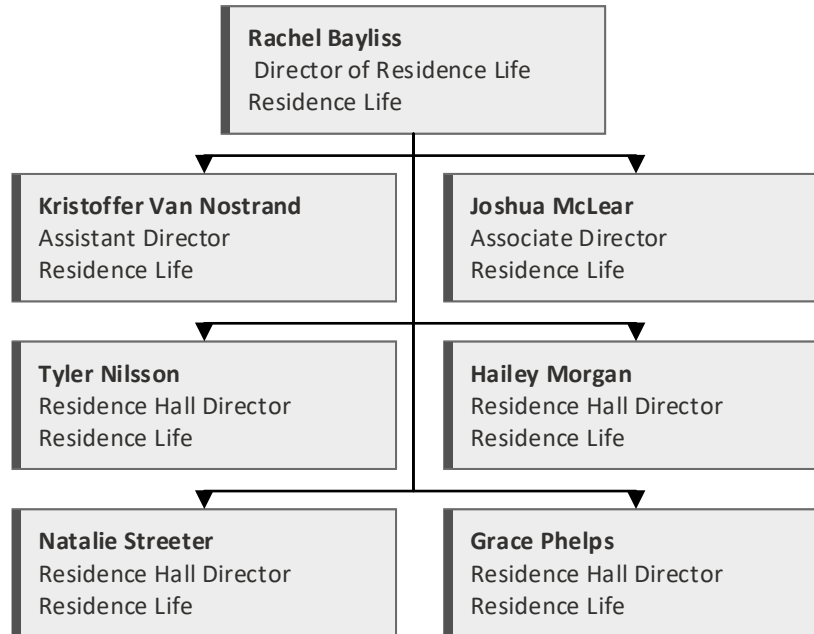 Rachel Bayliss
Director of Residence Life
Residence Life
Kristoffer Van Nostrand
Assistant Director
Residence Life
Joshua McLear
Associate Director
Residence Life
Tyler Nilsson
Residence Hall Director
Residence Life
Hailey Morgan
Residence Hall Director
Residence Life
Natalie Streeter
Residence Hall Director
Residence Life
Grace Phelps
Residence Hall Director
Residence Life